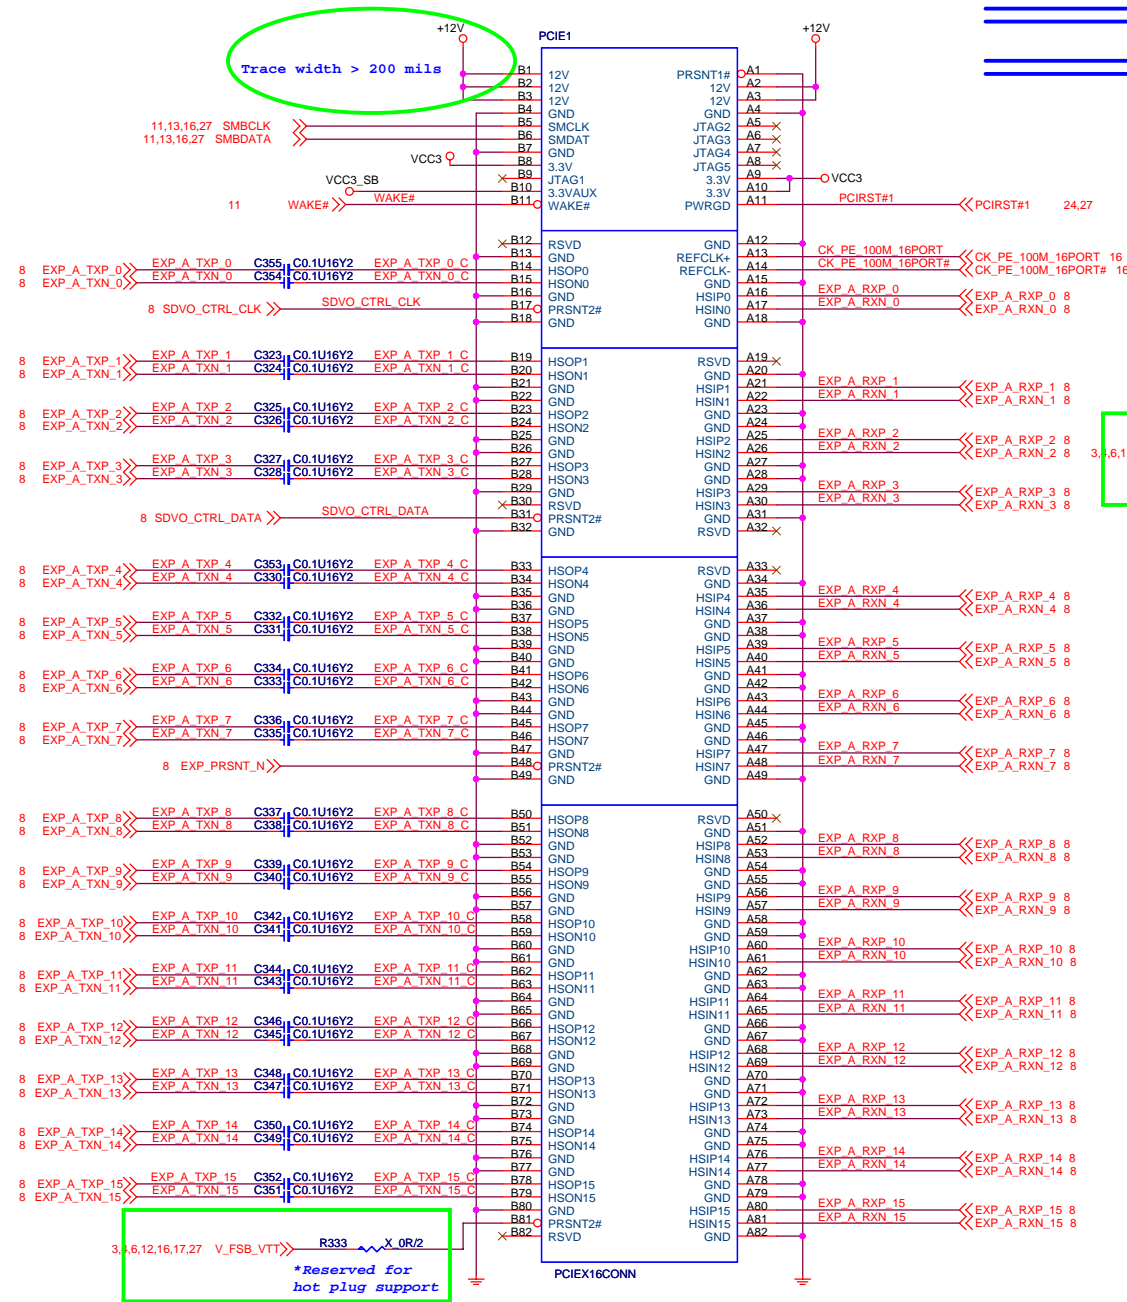 +12V PCIE1 +12V
Trace width > 200 mils
B1 12V PRSNT1# A1
B2 12V 12V A2
B3 12V 12V A3
B4 GND GND A4
11,13,16,27 SMBCLK B5 SMCLK JTAG2 A5
11,13,16,27 SMBDATA B6 SMDAT JTAG3 A6
B7 GND JTAG4 A7
VCC3 B8 3.3V JTAG5 A8
B9 JTAG1 3.3V A9 VCC3
VCC3_SB B10 3.3VAUX 3.3V A10
11 WAKE# WAKE# B11 WAKE# PWRGD A11 PCIRST#1 PCIRST#1 24,27
B12 RSVD GND A12
B13 GND REFCLK+ A13 CK_PE_100M_16PORT CK_PE_100M_16PORT 16
8 EXP_A_TXP_0 EXP_A_TXP_0 C355 C0.1U16Y2 EXP_A_TXP_0_C B14 HSOP0 REFCLK- A14 CK_PE_100M_16PORT# CK_PE_100M_16PORT# 16
8 EXP_A_TXN_0 EXP_A_TXN_0 C354 C0.1U16Y2 EXP_A_TXN_0_C B15 HSON0 GND A15
B16 GND HSIP0 A16 EXP_A_RXP_0 EXP_A_RXP_0 8
8 SDVO_CTRL_CLK SDVO_CTRL_CLK B17 PRSNT2# HSIN0 A17 EXP_A_RXN_0 EXP_A_RXN_0 8
B18 GND GND A18
8 EXP_A_TXP_1 EXP_A_TXP_1 C323 C0.1U16Y2 EXP_A_TXP_1_C B19 HSOP1 RSVD A19
8 EXP_A_TXN_1 EXP_A_TXN_1 C324 C0.1U16Y2 EXP_A_TXN_1_C B20 HSON1 GND A20
B21 GND HSIP1 A21 EXP_A_RXP_1 EXP_A_RXP_1 8
B22 GND HSIN1 A22 EXP_A_RXN_1 EXP_A_RXN_1 8
8 EXP_A_TXP_2 EXP_A_TXP_2 C325 C0.1U16Y2 EXP_A_TXP_2_C B23 HSOP2 GND A23
8 EXP_A_TXN_2 EXP_A_TXN_2 C326 C0.1U16Y2 EXP_A_TXN_2_C B24 HSON2 GND A24
B25 GND HSIP2 A25 EXP_A_RXP_2 EXP_A_RXP_2 8
B26 GND HSIN2 A26 EXP_A_RXN_2 EXP_A_RXN_2 8
8 EXP_A_TXP_3 EXP_A_TXP_3 C327 C0.1U16Y2 EXP_A_TXP_3_C B27 HSOP3 GND A27
8 EXP_A_TXN_3 EXP_A_TXN_3 C328 C0.1U16Y2 EXP_A_TXN_3_C B28 HSON3 GND A28
B29 GND HSIP3 A29 EXP_A_RXP_3 EXP_A_RXP_3 8
B30 RSVD HSIN3 A30 EXP_A_RXN_3 EXP_A_RXN_3 8
8 SDVO_CTRL_DATA SDVO_CTRL_DATA B31 PRSNT2# GND A31
B32 GND RSVD A32
8 EXP_A_TXP_4 EXP_A_TXP_4 C353 C0.1U16Y2 EXP_A_TXP_4_C B33 HSOP4 RSVD A33
8 EXP_A_TXN_4 EXP_A_TXN_4 C330 C0.1U16Y2 EXP_A_TXN_4_C B34 HSON4 GND A34
B35 GND HSIP4 A35 EXP_A_RXP_4 EXP_A_RXP_4 8
B36 GND HSIN4 A36 EXP_A_RXN_4 EXP_A_RXN_4 8
8 EXP_A_TXP_5 EXP_A_TXP_5 C332 C0.1U16Y2 EXP_A_TXP_5_C B37 HSOP5 GND A37
8 EXP_A_TXN_5 EXP_A_TXN_5 C331 C0.1U16Y2 EXP_A_TXN_5_C B38 HSON5 GND A38
B39 GND HSIP5 A39 EXP_A_RXP_5 EXP_A_RXP_5 8
B40 GND HSIN5 A40 EXP_A_RXN_5 EXP_A_RXN_5 8
8 EXP_A_TXP_6 EXP_A_TXP_6 C334 C0.1U16Y2 EXP_A_TXP_6_C B41 HSOP6 GND A41
8 EXP_A_TXN_6 EXP_A_TXN_6 C333 C0.1U16Y2 EXP_A_TXN_6_C B42 HSON6 GND A42
B43 GND HSIP6 A43 EXP_A_RXP_6 EXP_A_RXP_6 8
B44 GND HSIN6 A44 EXP_A_RXN_6 EXP_A_RXN_6 8
8 EXP_A_TXP_7 EXP_A_TXP_7 C336 C0.1U16Y2 EXP_A_TXP_7_C B45 HSOP7 GND A45
8 EXP_A_TXN_7 EXP_A_TXN_7 C335 C0.1U16Y2 EXP_A_TXN_7_C B46 HSON7 GND A46
B47 GND HSIP7 A47 EXP_A_RXP_7 EXP_A_RXP_7 8
8 EXP_PRSNT_N B48 PRSNT2# HSIN7 A48 EXP_A_RXN_7 EXP_A_RXN_7 8
B49 GND GND A49
8 EXP_A_TXP_8 EXP_A_TXP_8 C337 C0.1U16Y2 EXP_A_TXP_8_C B50 HSOP8 RSVD A50
8 EXP_A_TXN_8 EXP_A_TXN_8 C338 C0.1U16Y2 EXP_A_TXN_8_C B51 HSON8 GND A51
B52 GND HSIP8 A52 EXP_A_RXP_8 EXP_A_RXP_8 8
B53 GND HSIN8 A53 EXP_A_RXN_8 EXP_A_RXN_8 8
8 EXP_A_TXP_9 EXP_A_TXP_9 C339 C0.1U16Y2 EXP_A_TXP_9_C B54 HSOP9 GND A54
8 EXP_A_TXN_9 EXP_A_TXN_9 C340 C0.1U16Y2 EXP_A_TXN_9_C B55 HSON9 GND A55
B56 GND HSIP9 A56 EXP_A_RXP_9 EXP_A_RXP_9 8
B57 GND HSIN9 A57 EXP_A_RXN_9 EXP_A_RXN_9 8
8 EXP_A_TXP_10 EXP_A_TXP_10 C342 C0.1U16Y2 EXP_A_TXP_10_C B58 HSOP10 GND A58
8 EXP_A_TXN_10 EXP_A_TXN_10 C341 C0.1U16Y2 EXP_A_TXN_10_C B59 HSON10 GND A59
B60 GND HSIP10 A60 EXP_A_RXP_10 EXP_A_RXP_10 8
B61 GND HSIN10 A61 EXP_A_RXN_10 EXP_A_RXN_10 8
8 EXP_A_TXP_11 EXP_A_TXP_11 C344 C0.1U16Y2 EXP_A_TXP_11_C B62 HSOP11 GND A62
8 EXP_A_TXN_11 EXP_A_TXN_11 C343 C0.1U16Y2 EXP_A_TXN_11_C B63 HSON11 GND A63
B64 GND HSIP11 A64 EXP_A_RXP_11 EXP_A_RXP_11 8
B65 GND HSIN11 A65 EXP_A_RXN_11 EXP_A_RXN_11 8
8 EXP_A_TXP_12 EXP_A_TXP_12 C346 C0.1U16Y2 EXP_A_TXP_12_C B66 HSOP12 GND A66
8 EXP_A_TXN_12 EXP_A_TXN_12 C345 C0.1U16Y2 EXP_A_TXN_12_C B67 HSON12 GND A67
B68 GND HSIP12 A68 EXP_A_RXP_12 EXP_A_RXP_12 8
B69 GND HSIN12 A69 EXP_A_RXN_12 EXP_A_RXN_12 8
8 EXP_A_TXP_13 EXP_A_TXP_13 C348 C0.1U16Y2 EXP_A_TXP_13_C B70 HSOP13 GND A70
8 EXP_A_TXN_13 EXP_A_TXN_13 C347 C0.1U16Y2 EXP_A_TXN_13_C B71 HSON13 GND A71
B72 GND HSIP13 A72 EXP_A_RXP_13 EXP_A_RXP_13 8
B73 GND HSIN13 A73 EXP_A_RXN_13 EXP_A_RXN_13 8
8 EXP_A_TXP_14 EXP_A_TXP_14 C350 C0.1U16Y2 EXP_A_TXP_14_C B74 HSOP14 GND A74
8 EXP_A_TXN_14 EXP_A_TXN_14 C349 C0.1U16Y2 EXP_A_TXN_14_C B75 HSON14 GND A75
B76 GND HSIP14 A76 EXP_A_RXP_14 EXP_A_RXP_14 8
B77 GND HSIN14 A77 EXP_A_RXN_14 EXP_A_RXN_14 8
8 EXP_A_TXP_15 EXP_A_TXP_15 C352 C0.1U16Y2 EXP_A_TXP_15_C B78 HSOP15 GND A78
8 EXP_A_TXN_15 EXP_A_TXN_15 C351 C0.1U16Y2 EXP_A_TXN_15_C B79 HSON15 GND A79
B80 GND HSIP15 A80 EXP_A_RXP_15 EXP_A_RXP_15 8
B81 PRSNT2# HSIN15 A81 EXP_A_RXN_15 EXP_A_RXN_15 8
B82 RSVD GND A82
3,4,6,12,16,17,27 V_FSB_VTT R333 X_0R/2
*Reserved for
hot plug support
PCIEX16CONN